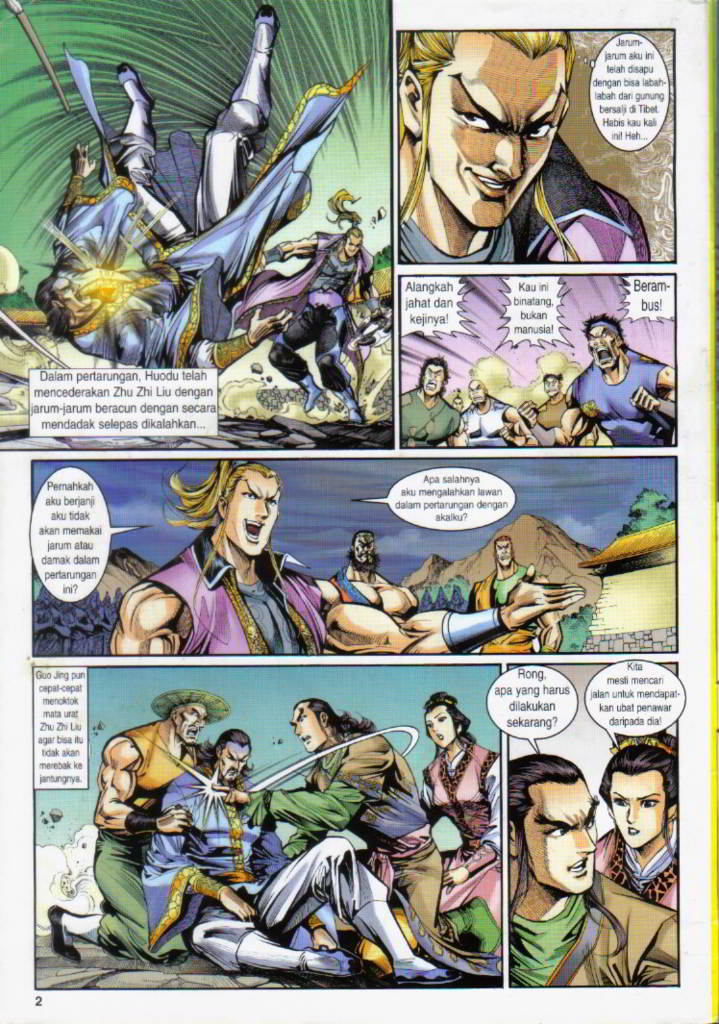 Dalam pertarungan, Huodu telah
mencederakan Zhu Zhi Liu dengan
jarum-jarum beracun dengan secara
mendadak selepas dikalahkan...
Jarum-
jarum aku ini
telah disapu
dengan bisa labah-
labah dari gunung
bersalji di Tibet.
Habis kau kali
ini! Heh...
Alangkah
jahat dan
kejinya!
Kau ini
binatang,
bukan
manusia!
Beram-
bus!
Pernahkah
aku berjanji
aku tidak
akan memakai
jarum atau
damak dalam
pertarungan
ini?
Apa salahnya
aku mengalahkan lawan
dalam pertarungan dengan
akalku?
Guo Jing pun
cepat-cepat
menotok
mata urat
Zhu Zhi Liu
agar bisa itu
tidak akan
merebak ke
jantungnya.
Rong,
apa yang harus
dilakukan
sekarang?
Kita
mesti mencari
jalan untuk mendapat-
kan ubat penawar
daripada dia!
2